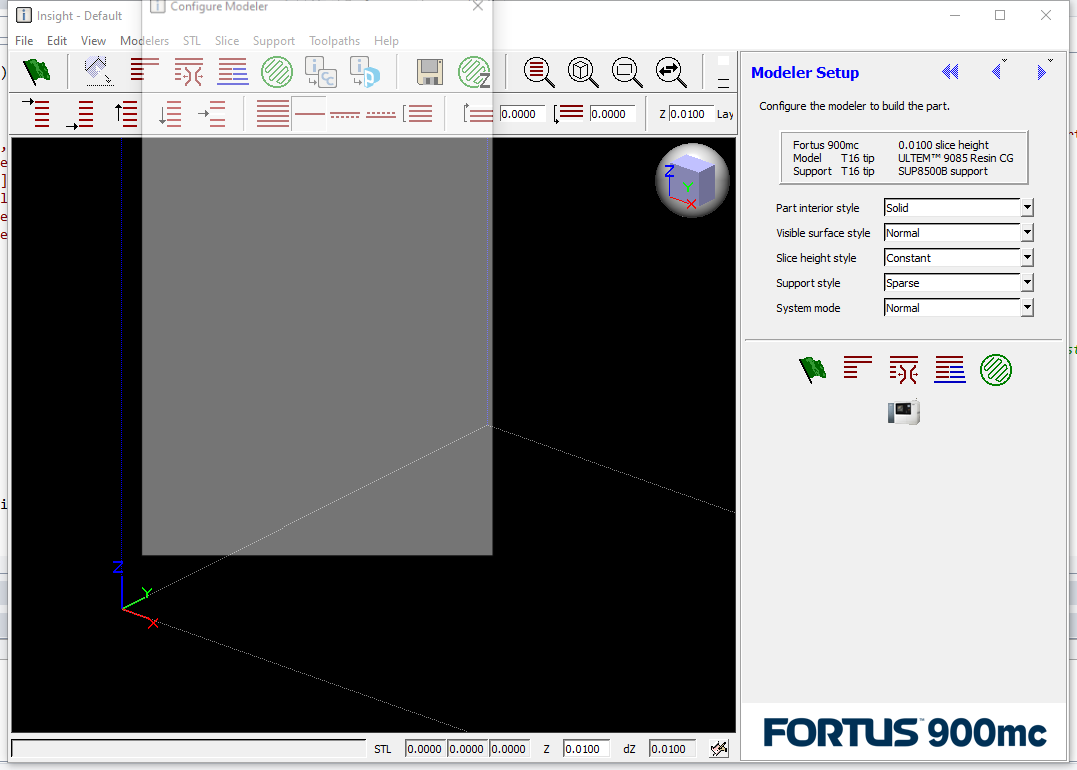 Configure Modeler
Insight - Default
File Edit View Modelers STL Slice Support Toolpaths Help
0.0000 0.0000 Z 0.0100 Lay
Z
Y
X
Z
Y
X
STL 0.0000 0.0000 0.0000 Z 0.0100 dZ 0.0100
Modeler Setup
Configure the modeler to build the part.
Fortus 900mc 0.0100 slice height
Model T16 tip ULTEM™ 9085 Resin CG
Support T16 tip SUP8500B support
Part interior style Solid
Visible surface style Normal
Slice height style Constant
Support style Sparse
System mode Normal
FORTUS™ 900mc